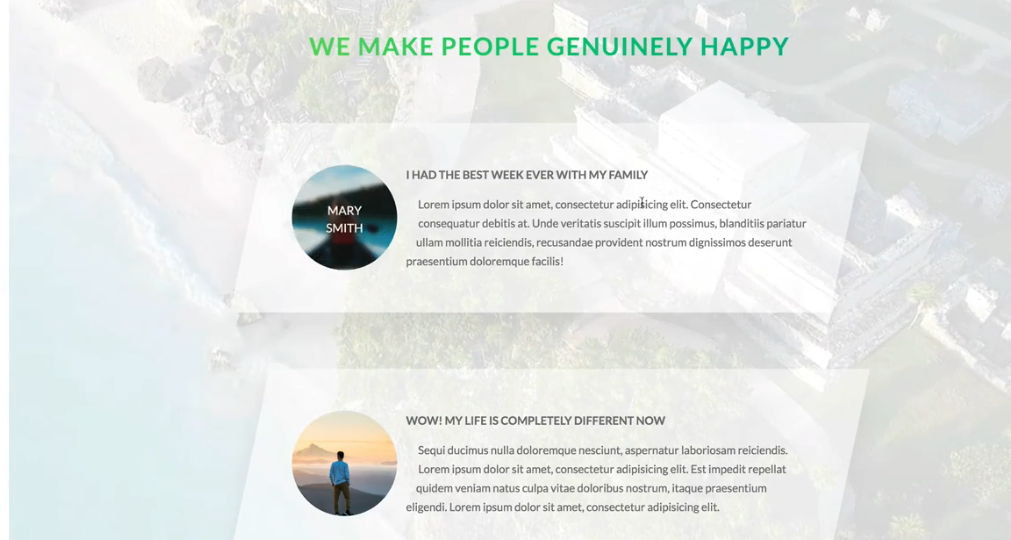 WE MAKE PEOPLE GENUINELY HAPPY
MARY
SMITH
I HAD THE BEST WEEK EVER WITH MY FAMILY
Lorem ipsum dolor sit amet, consectetur adipisicing elit. Consectetur
consequatur debitis at. Unde veritatis suscipit illum possimus, blanditiis pariatur
ullam mollitia reiciendis, recusandae provident nostrum dignissimos deserunt
praesentium doloremque facilis!
WOW! MY LIFE IS COMPLETELY DIFFERENT NOW
Sequi ducimus nulla doloremque nesciunt, aspernatur laboriosam reiciendis.
Lorem ipsum dolor sit amet, consectetur adipisicing elit. Est impedit repellat
quidem veniam natus culpa vitae doloribus nostrum, itaque praesentium
eligendi. Lorem ipsum dolor sit amet, consectetur adipisicing elit.